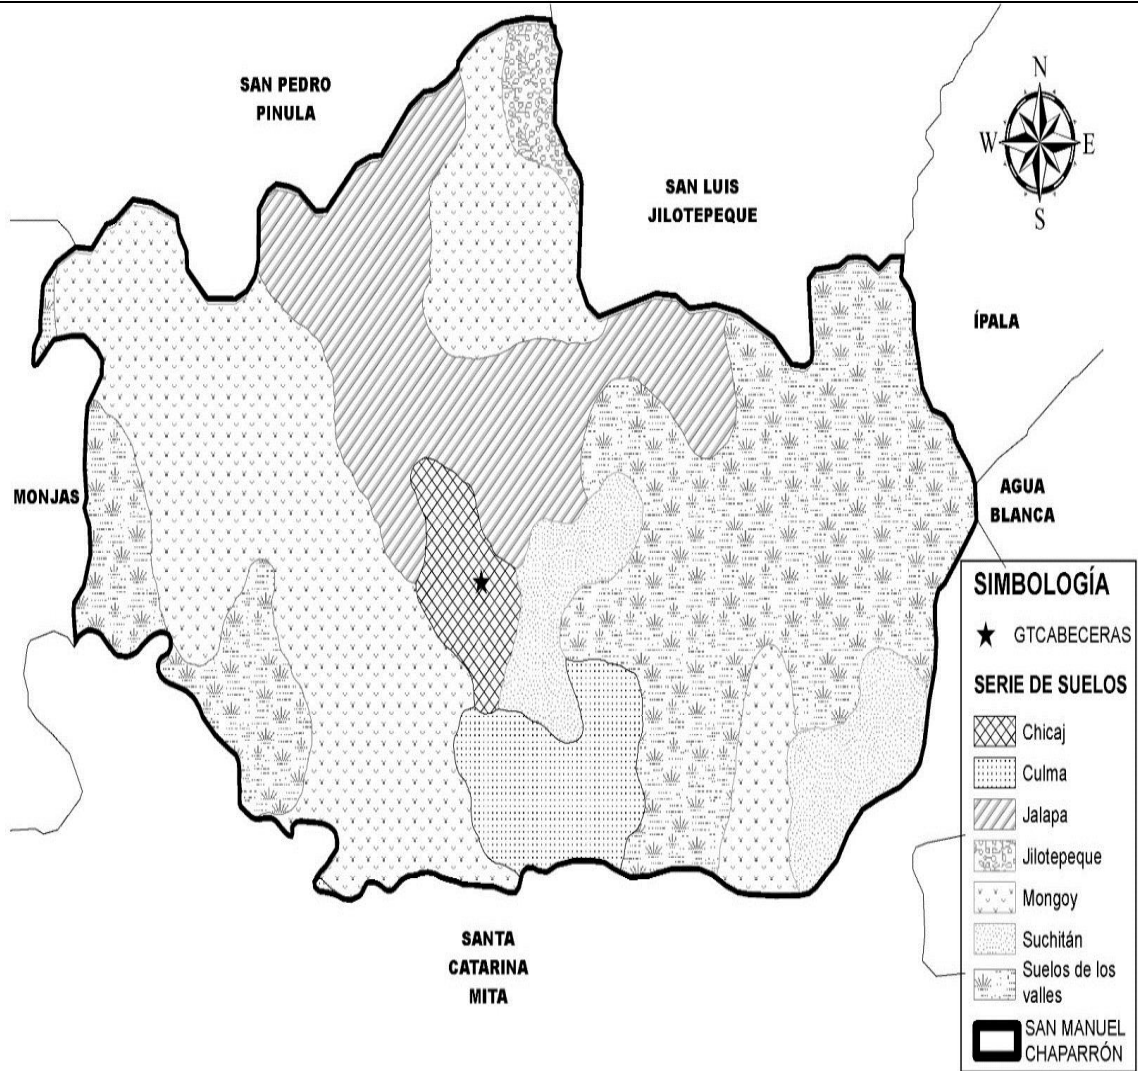 SAN PEDRO
PINULA
N
W
E
S
SAN LUIS
JILOTEPEQUE
ÍPALA
MONJAS
AGUA
BLANCA
SANTA
CATARINA
MITA
SIMBOLOGÍA
GTCABECERAS
SERIE DE SUELOS
Chicaj
Culma
Jalapa
Jilotepeque
Mongoy
Suchitán
Suelos de los
valles
SAN MANUEL
CHAPARRÓN